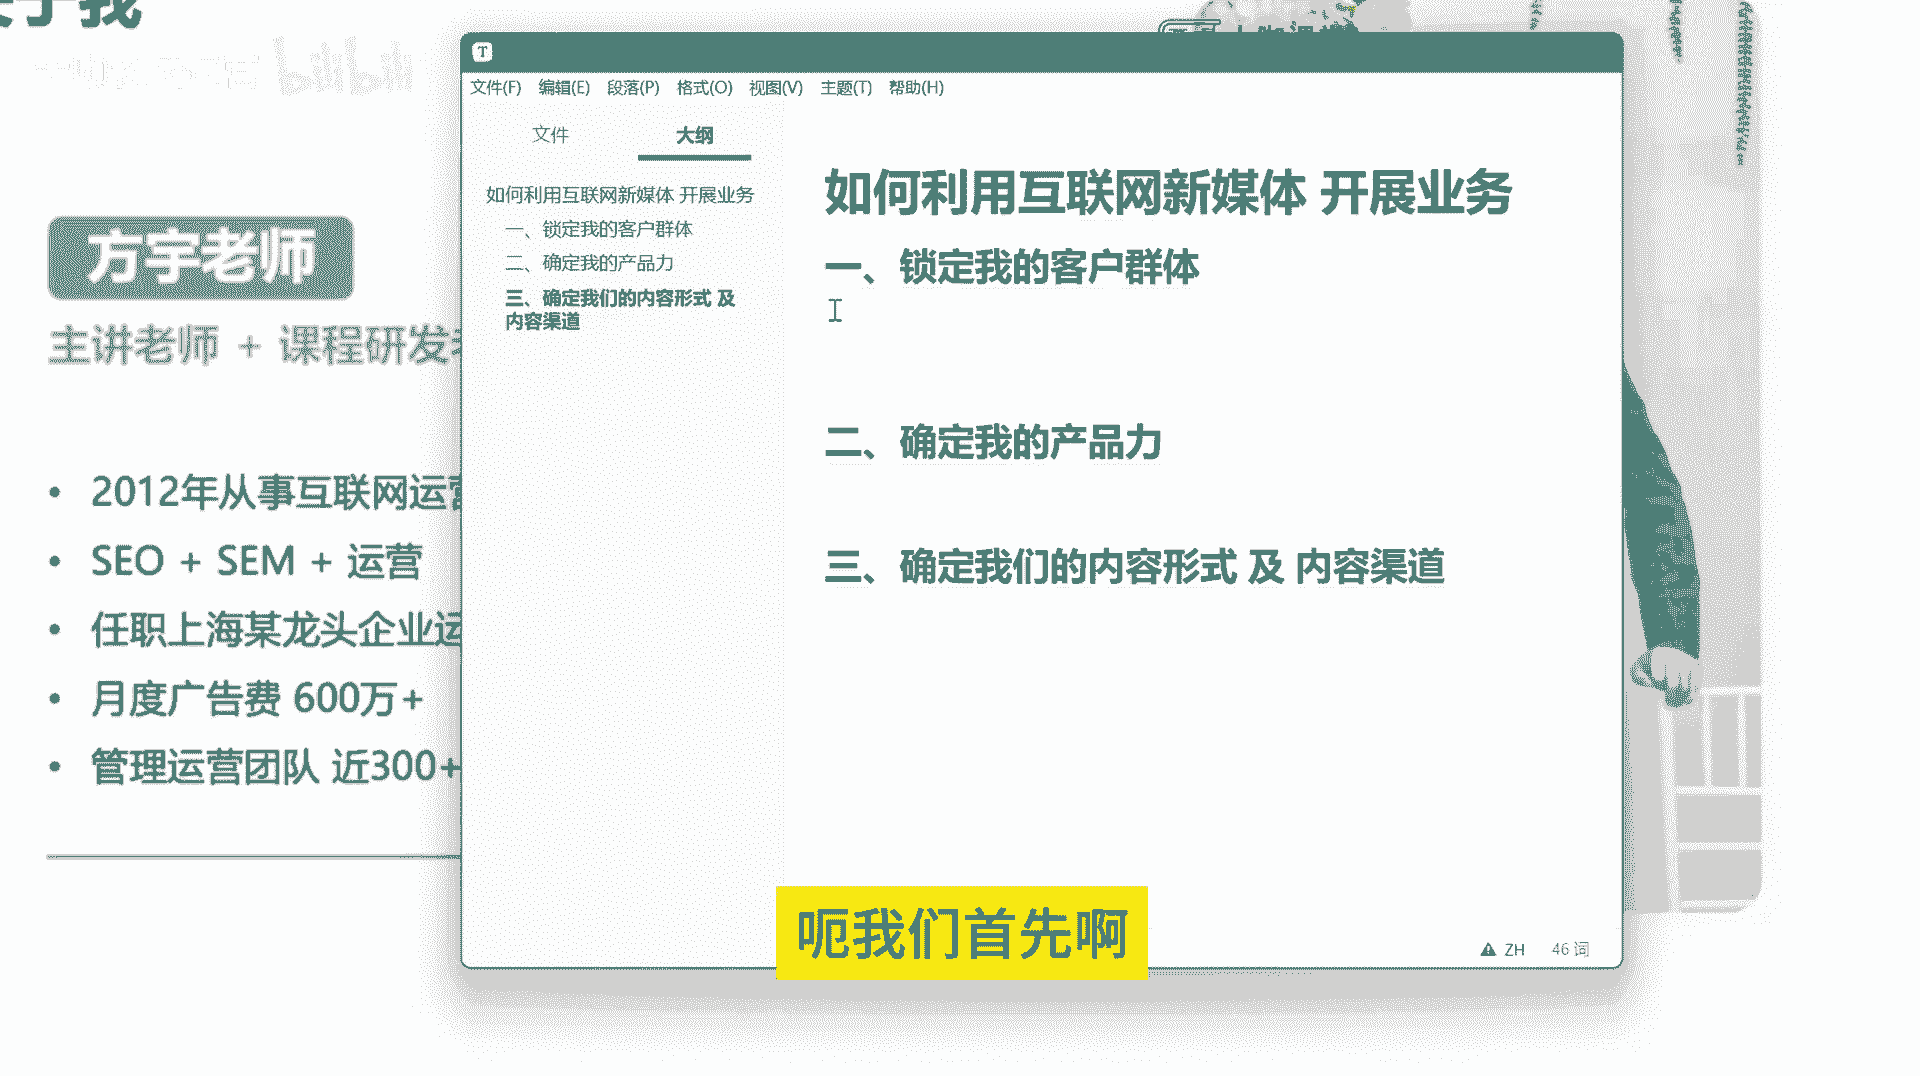 于我
bilibili
方宇老师
主讲老师 + 课程研发
• 2012年从事互联网运营
• SEO + SEM + 运营
• 任职上海某龙头企业运
• 月度广告费 600万+
• 管理运营团队 近300+
T
文件(F) 编辑(E) 段落(P) 格式(O) 视图(V) 主题(T) 帮助(H)
文件 大纲
如何利用互联网新媒体 开展业务
一、锁定我的客户群体
二、确定我的产品力
三、确定我们的内容形式 及
内容渠道
如何利用互联网新媒体 开展业务
一、锁定我的客户群体
二、确定我的产品力
三、确定我们的内容形式 及 内容渠道
ZH 46 词
呃我们首先啊